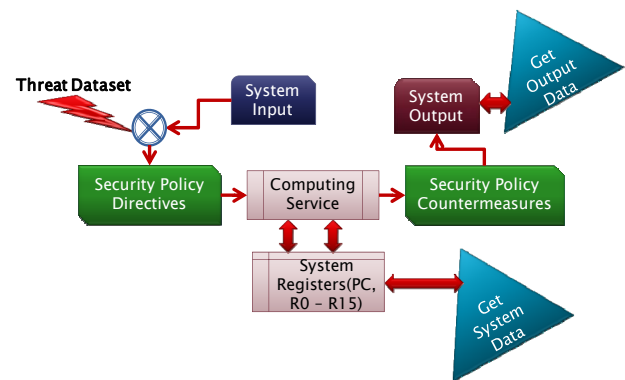 Threat Dataset
System
Input
System
Output
Get
Output
Data
Security Policy
Directives
Computing
Service
Security Policy
Countermeasures
System
Registers(PC,
R0 – R15)
Get
System
Data